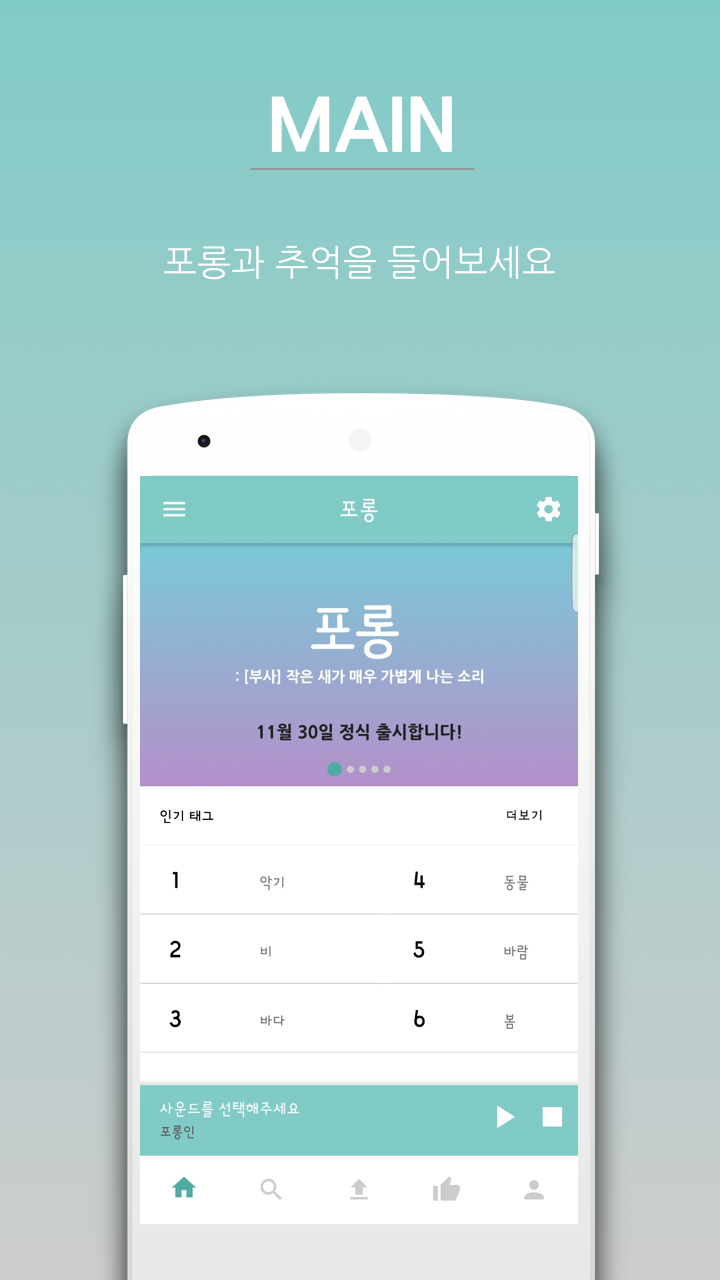 MAIN
포롱과 추억을 들어보세요
포롱
포롱
: [부사] 작은 새가 매우 가볍게 나는 소리
11월 30일 정식 출시합니다!
인기 태그 더보기
1 악기 4 동물
2 비 5 바람
3 바다 6 봄
사운드를 선택해주세요
포롱인